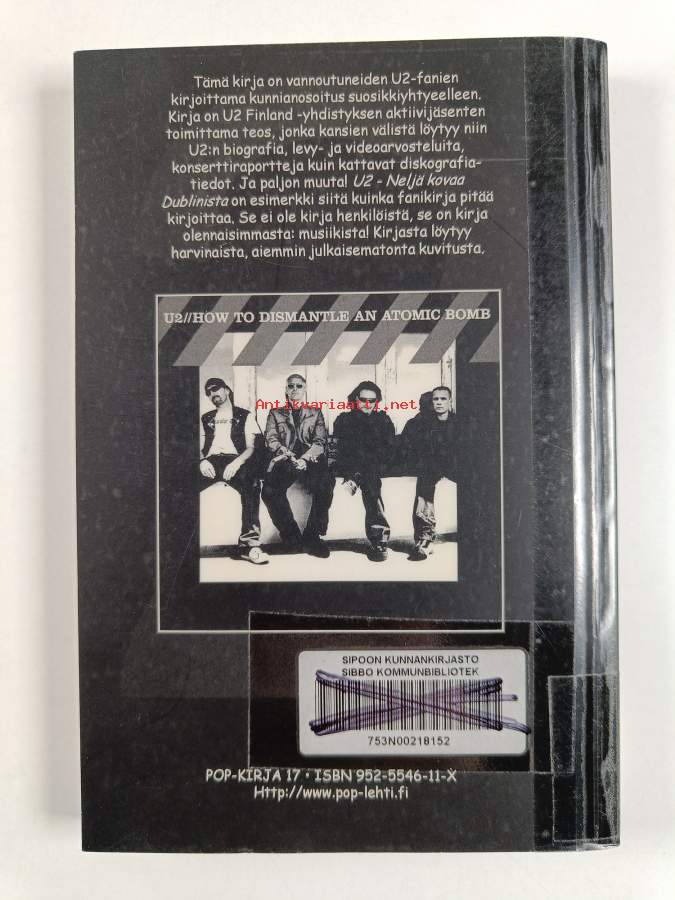 Tämä kirja on vannoutuneiden U2-fanien
kirjoittama kunnianosoitus suosikkiyhtyeelleen.
Kirja on U2 Finland -yhdistyksen aktiivijäsenten
toimittama teos, jonka kansien välistä löytyy niin
U2:n biografia, levy- ja videoarvosteluita,
konserttiraportteja kuin kattavat diskografia-
tiedot. Ja paljon muuta! U2 - Neljä kovaa
Dublinista on esimerkki siitä kuinka fanikirja pitää
kirjoittaa. Se ei ole kirja henkilöistä, se on kirja
olennaisimmasta: musiikista! Kirjasta löytyy
harvinaista, aiemmin julkaisematonta kuvitusta.
U2//HOW TO DISMANTLE AN ATOMIC BOMB
Antikvariaatti.net
SIPOON KUNNANKIRJASTO
SIBBO KOMMUNBIBLIOTEK
753N00218152
POP-KIRJA 17 • ISBN 952-5546-11-X
Http://www.pop-lehti.fi